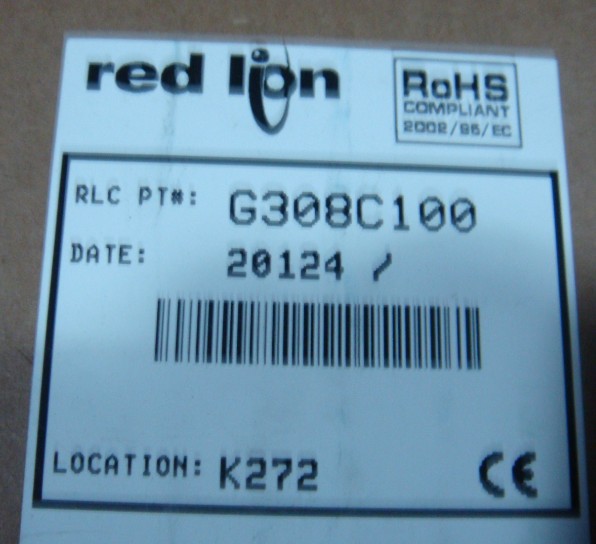 red lion
RoHS
COMPLIANT
2002/95/EC
RLC PT#: G308C100
DATE: 20124 /
LOCATION: K272
CE